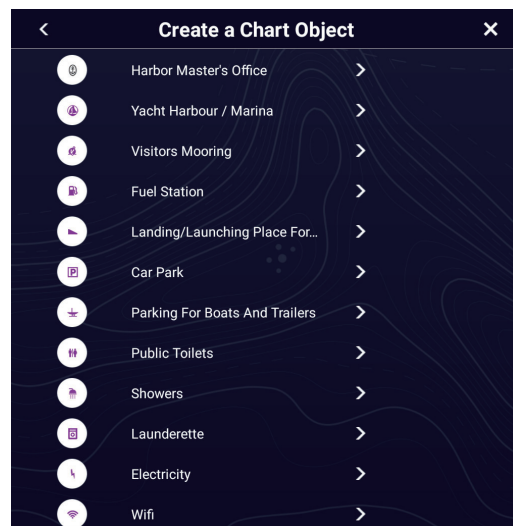 Create a Chart Object
Harbor Master's Office
Yacht Harbour / Marina
Visitors Mooring
Fuel Station
Landing/Launching Place For...
P Car Park
Parking For Boats And Trailers
Public Toilets
Showers
Launderette
Electricity
Wifi